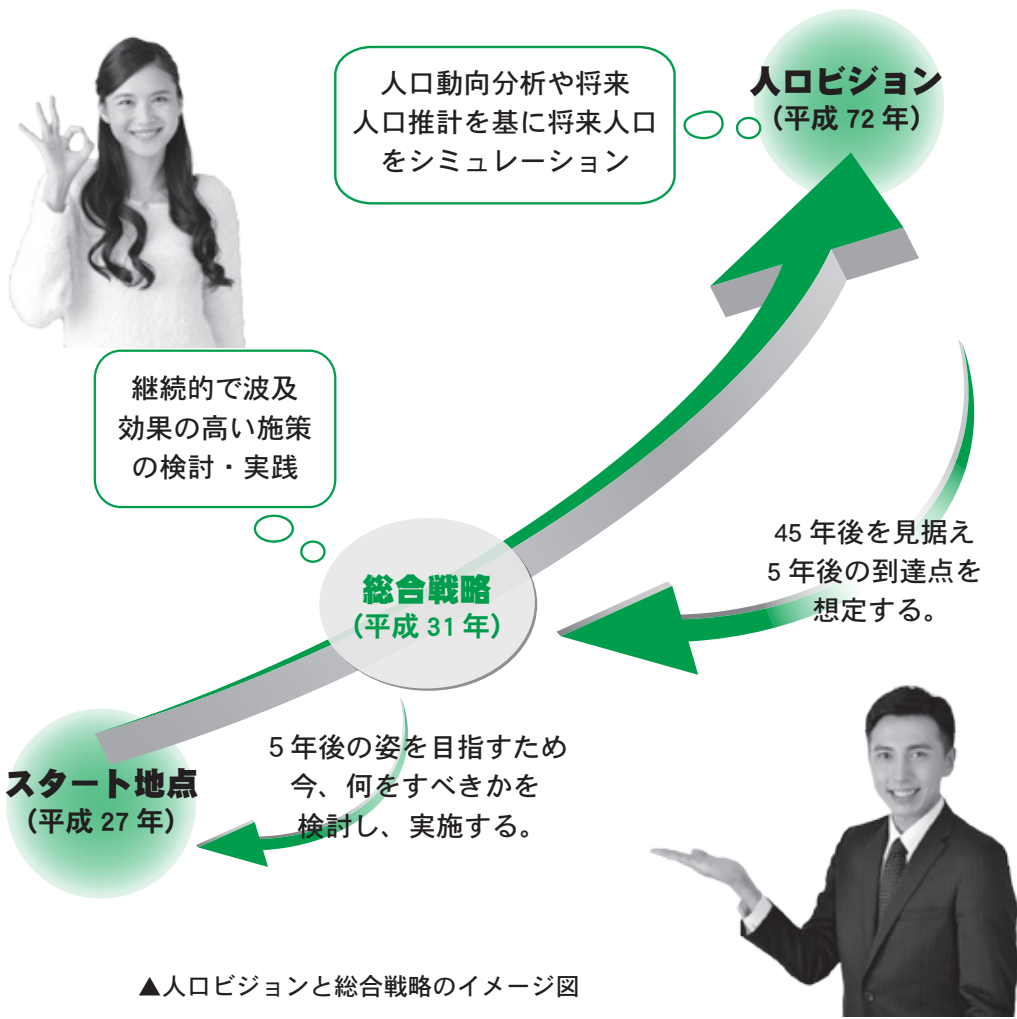 人口動向分析や将来
人口推計を基に将来人口
をシミュレーション
人口ビジョン
（平成 72 年）
継続的で波及
効果の高い施策
の検討・実践
総合戦略
（平成 31 年）
45 年後を見据え
5 年後の到達点を
想定する。
スタート地点
（平成 27 年）
5 年後の姿を目指すため
今、何をすべきかを
検討し、実施する。
▲人口ビジョンと総合戦略のイメージ図